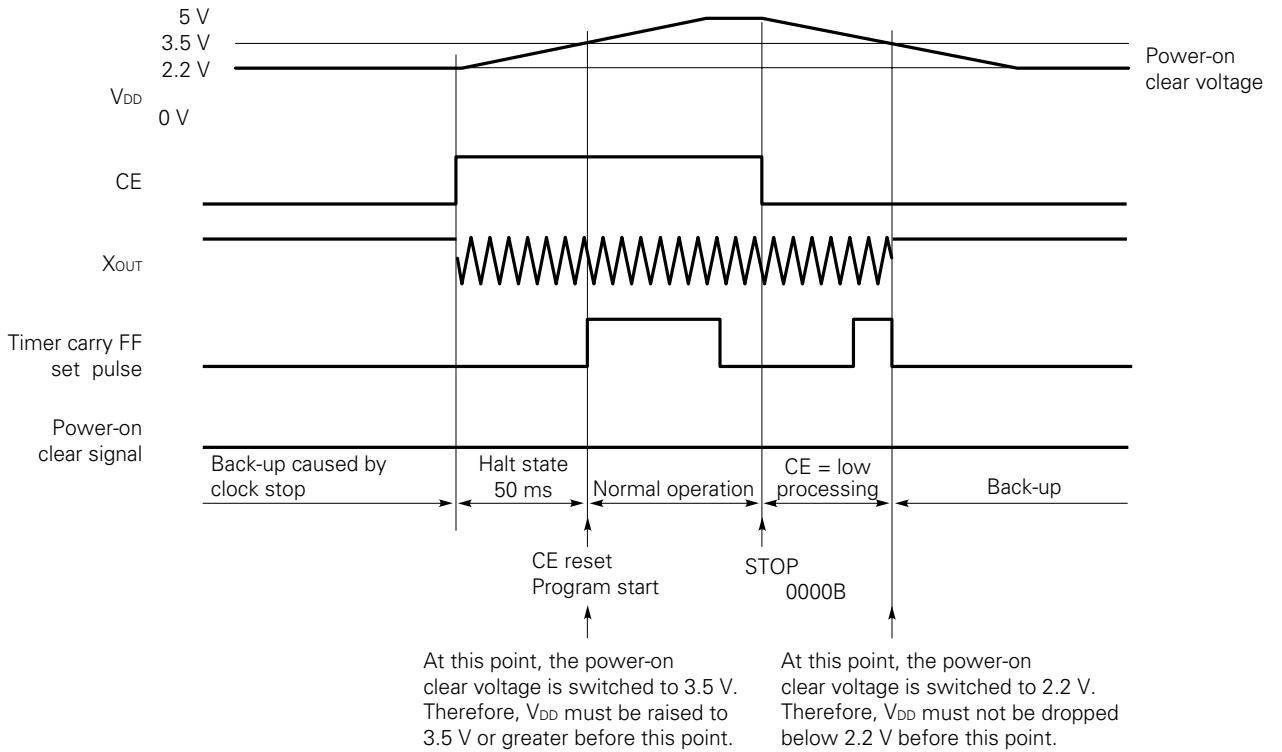 5 V
3.5 V
2.2 V
VDD
0 V
Power-on
clear voltage
CE
XOUT
Timer carry FF
set pulse
Power-on
clear signal
Back-up caused by
clock stop
Halt state
50 ms
Normal operation
CE = low
processing
Back-up
CE reset
Program start
STOP
0000B
At this point, the power-on
clear voltage is switched to 3.5 V.
Therefore, VDD must be raised to
3.5 V or greater before this point.
At this point, the power-on
clear voltage is switched to 2.2 V.
Therefore, VDD must not be dropped
below 2.2 V before this point.